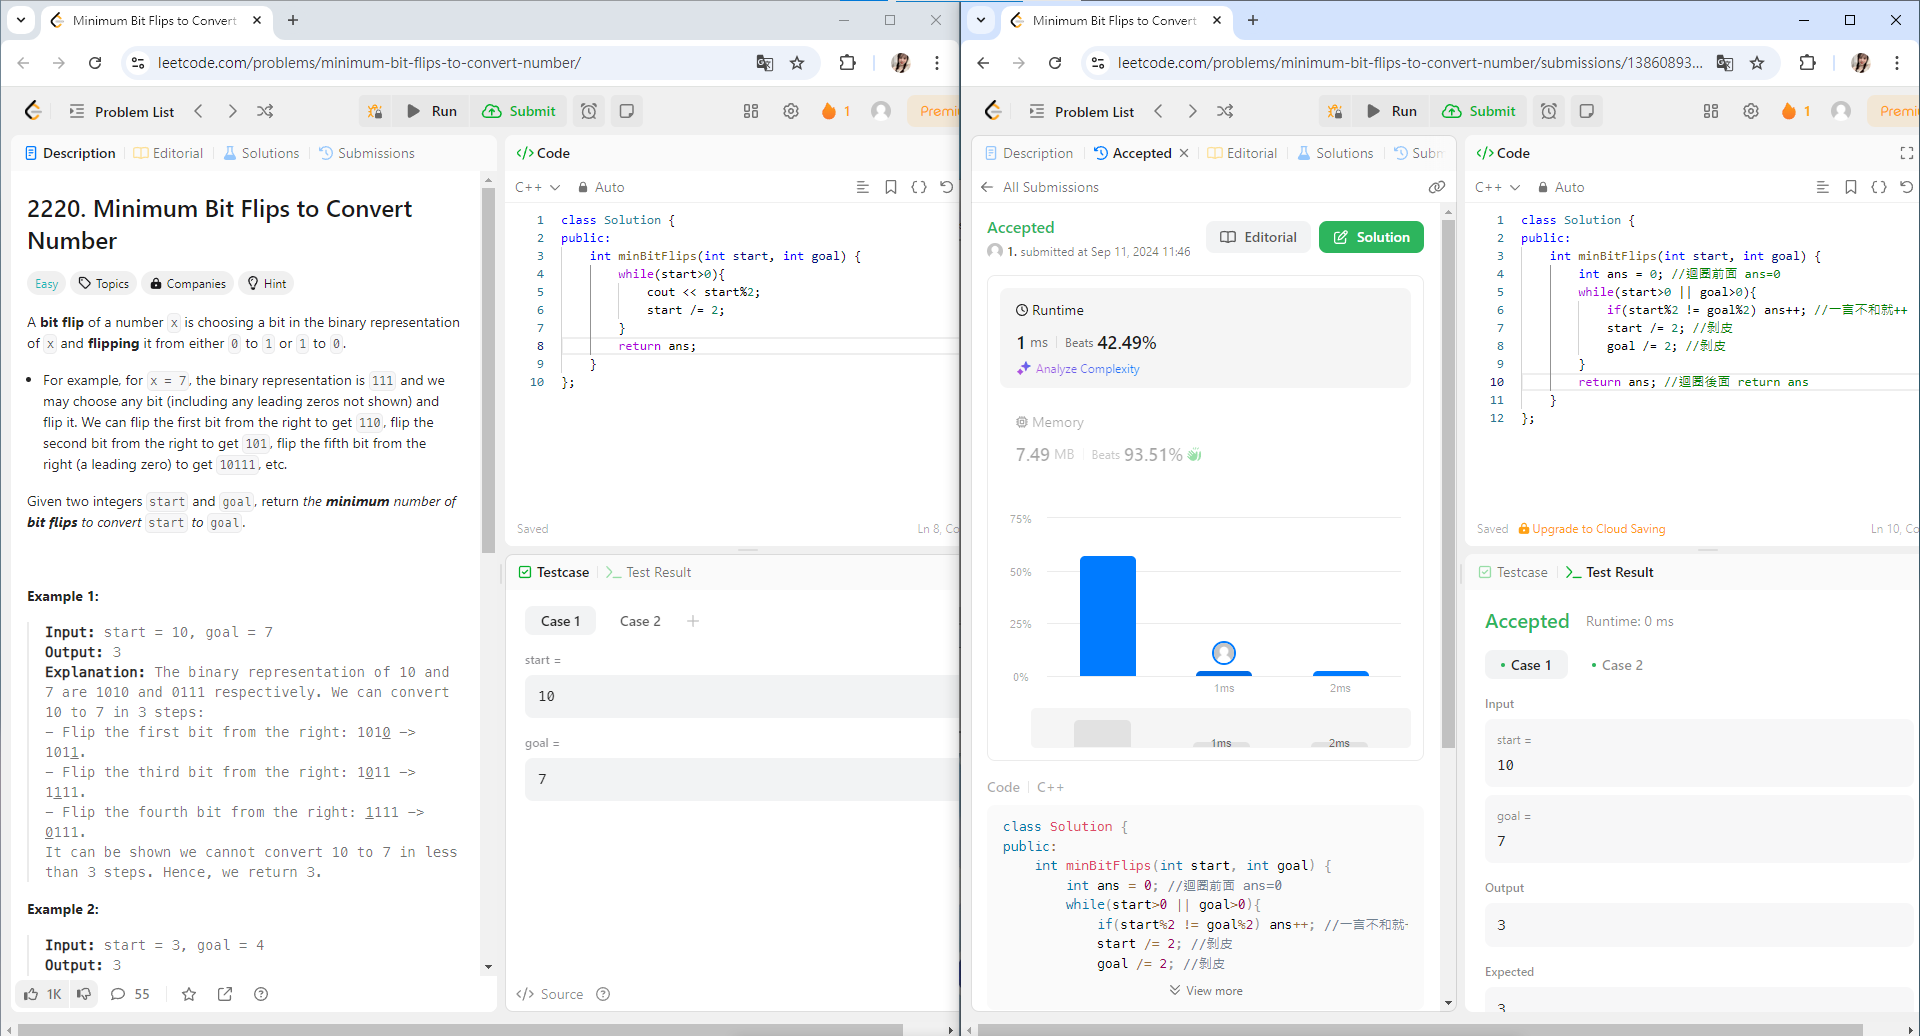 Minimum Bit Flips to Convert
leetcode.com/problems/minimum-bit-flips-to-convert-number/
Problem List
Run
Submit
1
Premi
Description
Editorial
Solutions
Submissions
2220. Minimum Bit Flips to Convert
Number
Easy
Topics
Companies
Hint
A bit flip of a number x is choosing a bit in the binary representation
of x and flipping it from either 0 to 1 or 1 to 0.
For example, for x = 7, the binary representation is 111 and we
may choose any bit (including any leading zeros not shown) and
flip it. We can flip the first bit from the right to get 110, flip the
second bit from the right to get 101, flip the fifth bit from the
right (a leading zero) to get 10111, etc.
Given two integers start and goal, return the minimum number of
bit flips to convert start to goal.
Example 1:
Input: start = 10, goal = 7
Output: 3
Explanation: The binary representation of 10 and
7 are 1010 and 0111 respectively. We can convert
10 to 7 in 3 steps:
- Flip the first bit from the right: 1010 ->
1011.
- Flip the third bit from the right: 1011 ->
1111.
- Flip the fourth bit from the right: 1111 ->
0111.
It can be shown we cannot convert 10 to 7 in less
than 3 steps. Hence, we return 3.
Example 2:
Input: start = 3, goal = 4
Output: 3
1K
55
</> Code
C++
Auto
1 class Solution {
2 public:
3 int minBitFlips(int start, int goal) {
4 while(start>0){
5 cout << start%2;
6 start /= 2;
7 }
8 return ans;
9 }
10 };
Saved
Ln 8, Co
Testcase
Test Result
Case 1
Case 2
start =
10
goal =
7
</> Source
Minimum Bit Flips to Convert
leetcode.com/problems/minimum-bit-flips-to-convert-number/submissions/13860893...
Problem List
Run
Submit
1
Premi
Description
Accepted
Editorial
Solutions
Subm
All Submissions
Accepted
1. submitted at Sep 11, 2024 11:46
Editorial
Solution
Runtime
1 ms
Beats 42.49%
Analyze Complexity
Memory
7.49 MB
Beats 93.51%
75%
50%
25%
0%
1ms
2ms
1ms
2ms
Code
C++
class Solution {
public:
int minBitFlips(int start, int goal) {
int ans = 0; //迴圈前面 ans=0
while(start>0 || goal>0){
if(start%2 != goal%2) ans++; //一言不和就+
start /= 2; //剝皮
goal /= 2; //剝皮
View more
</> Code
C++
Auto
1 class Solution {
2 public:
3 int minBitFlips(int start, int goal) {
4 int ans = 0; //迴圈前面 ans=0
5 while(start>0 || goal>0){
6 if(start%2 != goal%2) ans++; //一言不和就++
7 start /= 2; //剝皮
8 goal /= 2; //剝皮
9 }
10 return ans; //迴圈後面 return ans
11 }
12 };
Saved
Upgrade to Cloud Saving
Ln 10, Co
Testcase
Test Result
Accepted
Runtime: 0 ms
Case 1
Case 2
Input
start =
10
goal =
7
Output
3
Expected
3